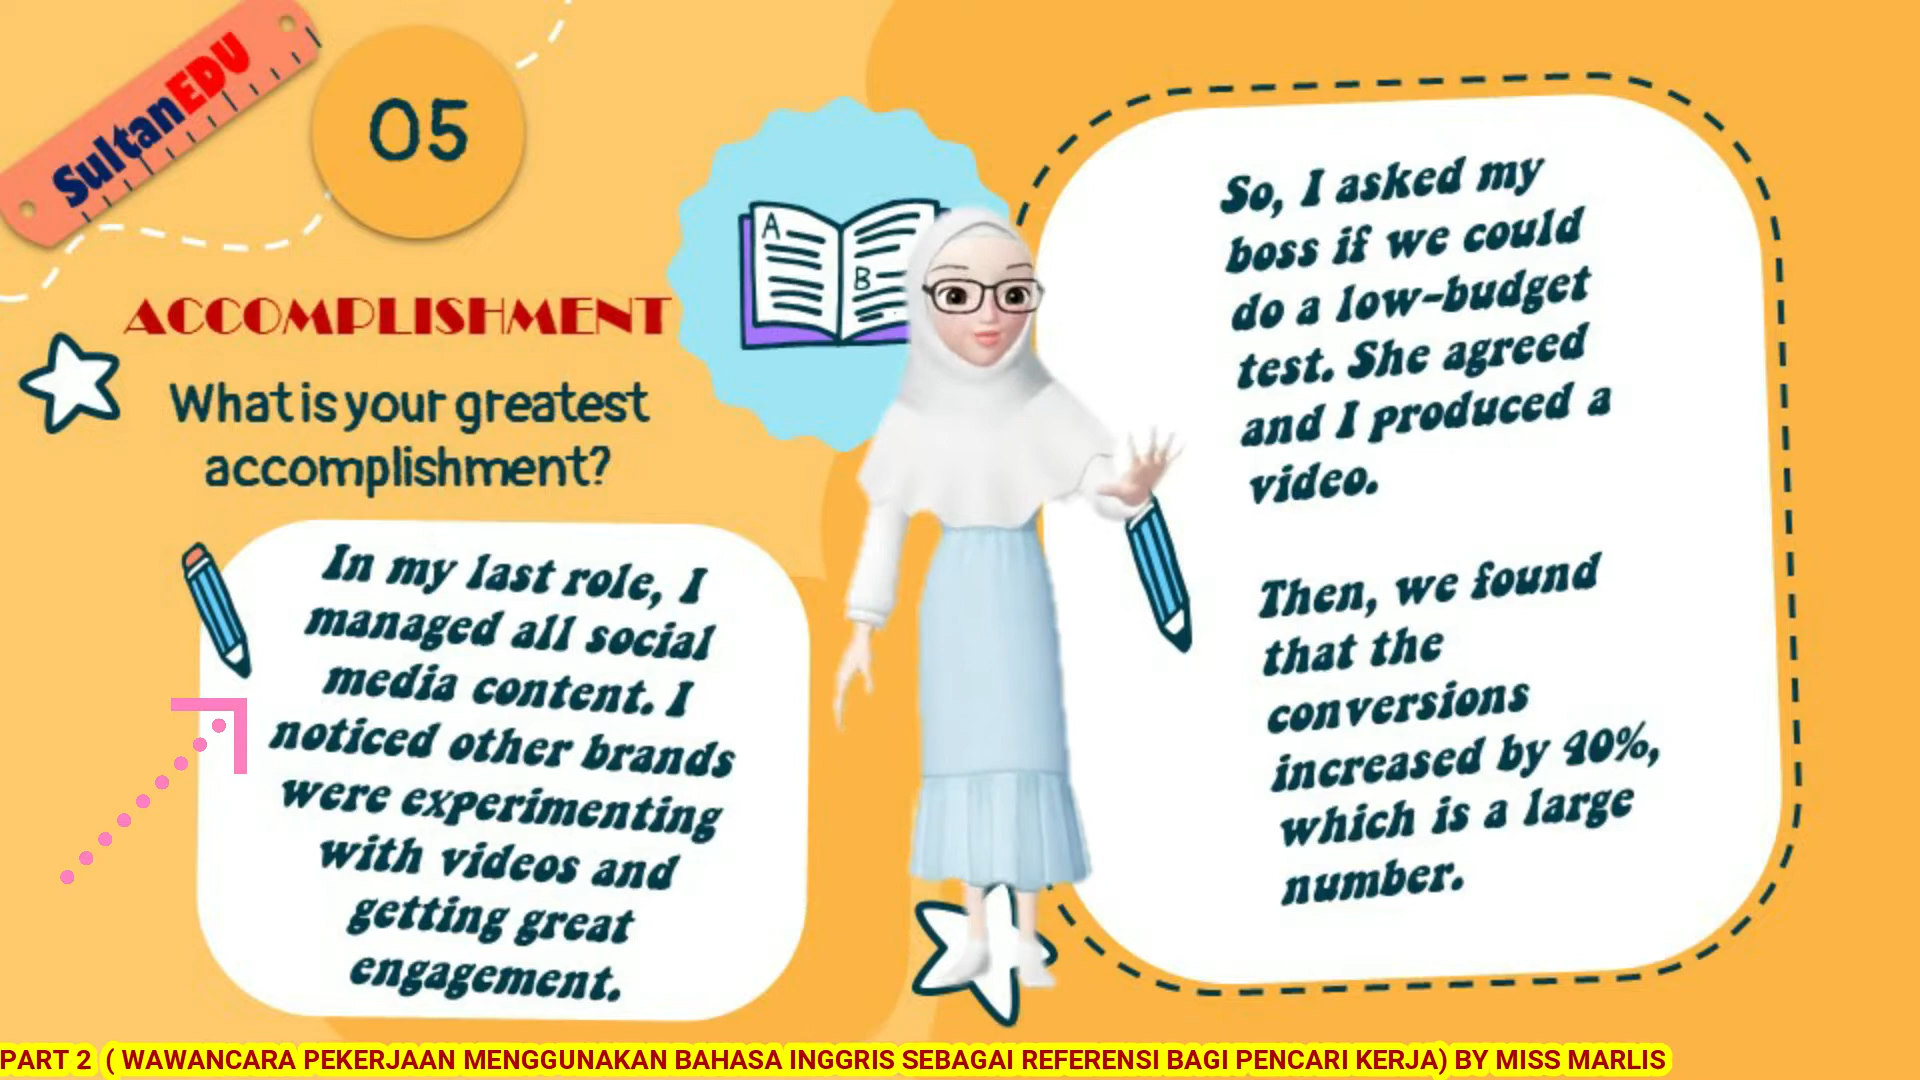 SultanEDU
05
ACCOMPLISHMENT
What is your greatest
accomplishment?
In my last role, I
managed all social
media content. I
noticed other brands
were experimenting
with videos and
getting great
engagement.
A
B
So, I asked my
boss if we could
do a low-budget
test. She agreed
and I produced a
video.
Then, we found
that the
conversions
increased by 40%,
which is a large
number.
PART 2 ( WAWANCARA PEKERJAAN MENGGUNAKAN BAHASA INGGRIS SEBAGAI REFERENSI BAGI PENCARI KERJA) BY MISS MARLIS